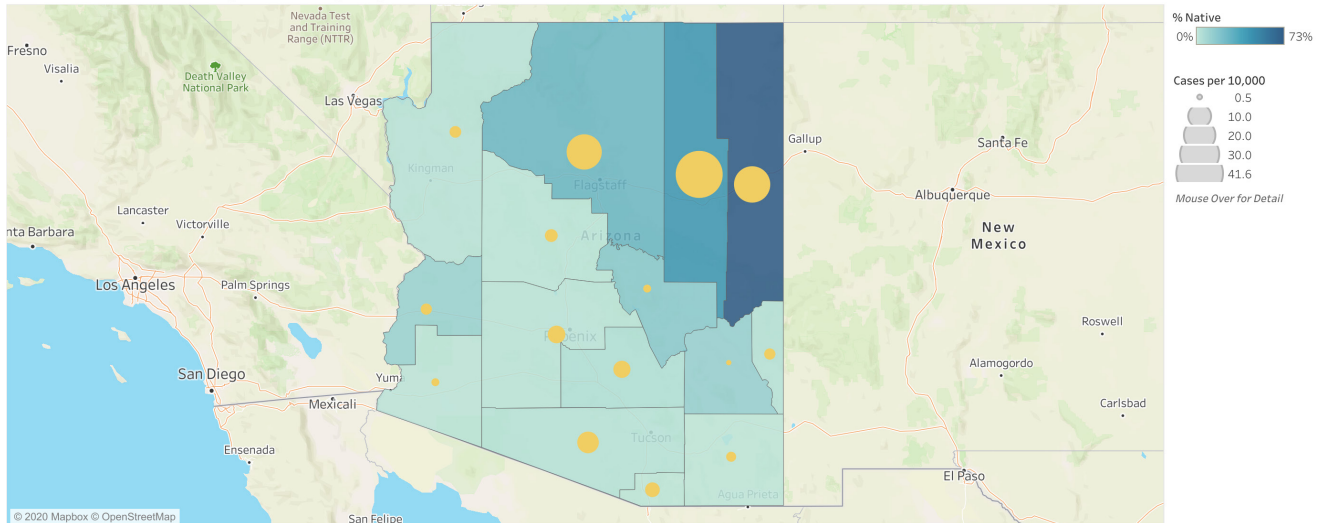 Nevada Test
and Training
Range (NTTR)
Fresno
Visalia
Death Valley
National Park
Las Vegas
Kingman
Flagstaff
Gallup
Santa Fe
Albuquerque
Lancaster
Victorville
nta Barbara
Los Angeles
Palm Springs
Arizona
New
Mexico
Phoenix
Roswell
Alamogordo
San Diego
Yuma
Mexicali
Carlsbad
Ensenada
Tucson
El Paso
Agua Prieta
San Felipe
© 2020 Mapbox © OpenStreetMap
% Native
0% 73%
Cases per 10,000
0.5
10.0
20.0
30.0
41.6
Mouse Over for Detail